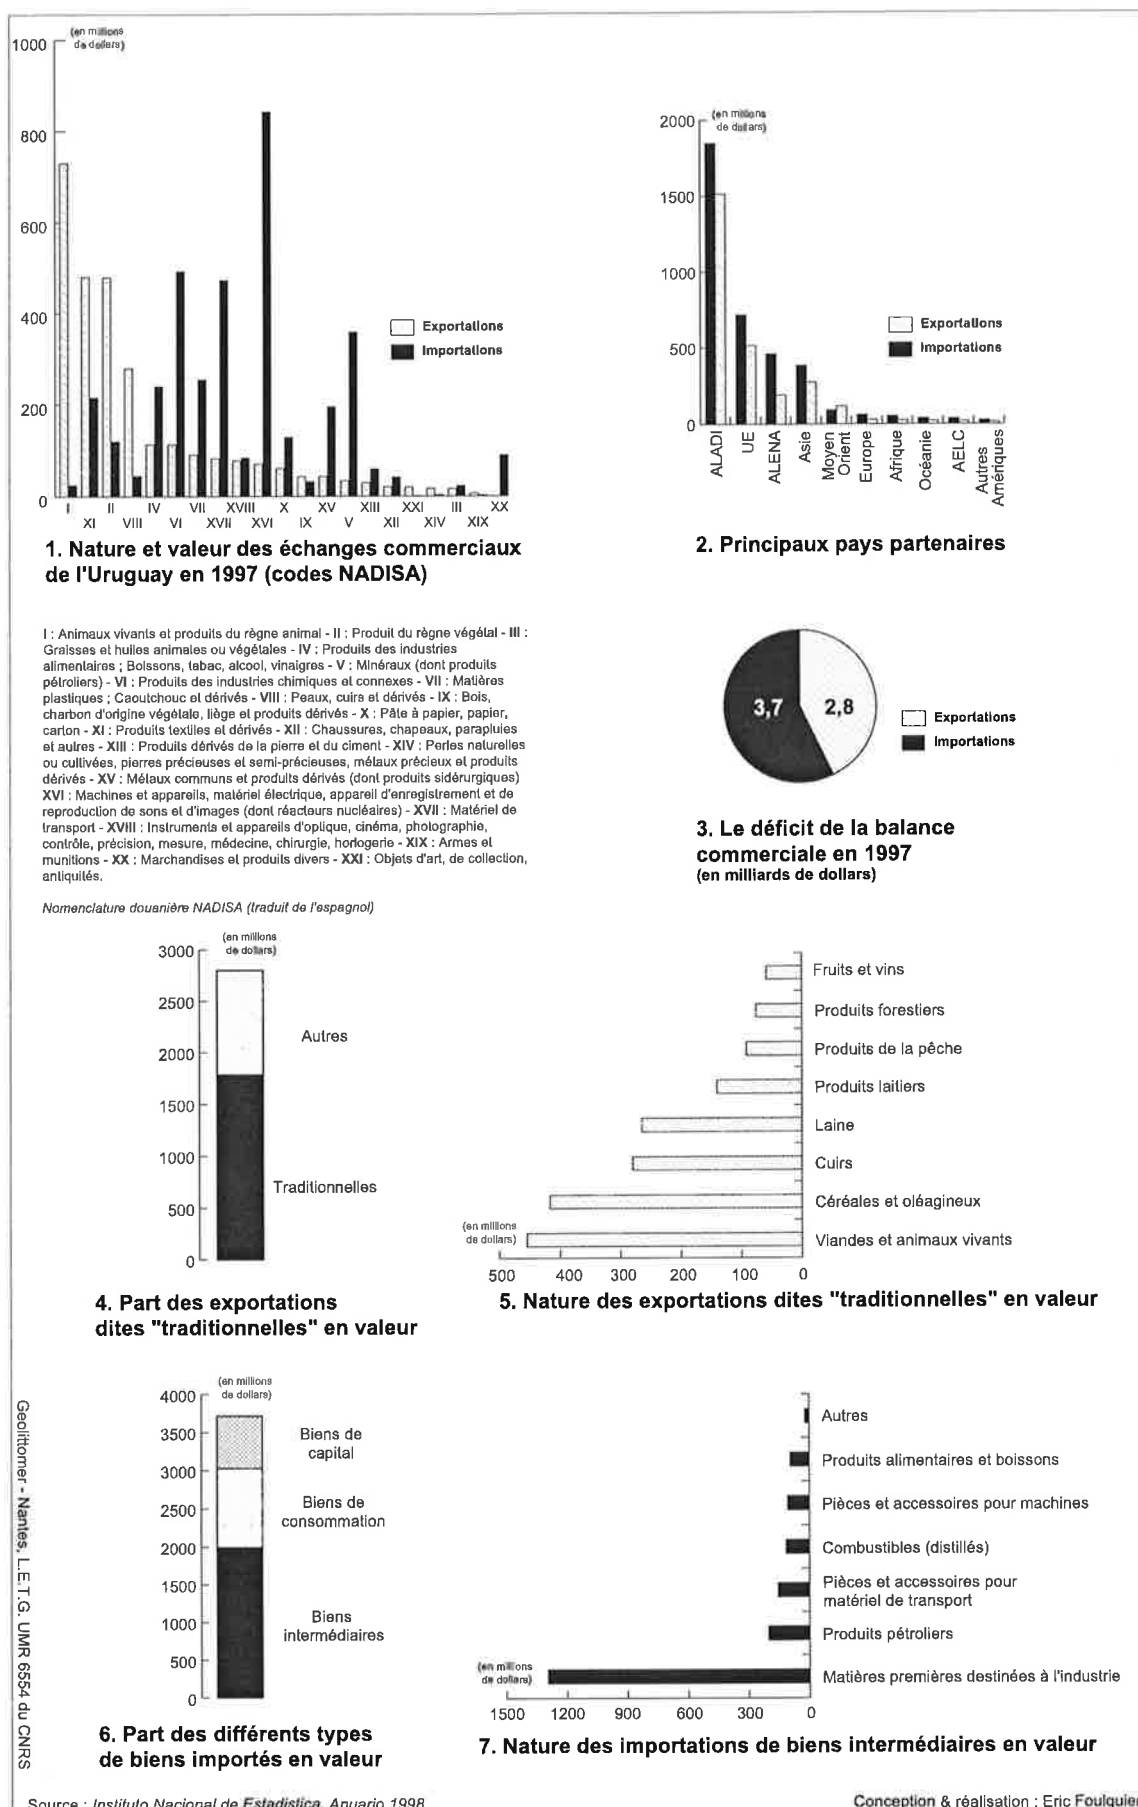 (en millions
de dollars)
1000
800
600
400
200
0
Exportations
Importations
I II IV VII XVIII X XV XIII XXI III XX
XI VIII VI XVII XVI IX V XII XIV XIX
1. Nature et valeur des échanges commerciaux
de l'Uruguay en 1997 (codes NADISA)
(en millions
de dollars)
2000
1500
1000
500
0
Exportations
Importations
ALADI
UE
ALENA
Asie
Moyen
Orient
Europe
Afrique
Océanie
AELC
Autres
Amériques
2. Principaux pays partenaires
I : Animaux vivants et produits du règne animal - II : Produit du règne végétal - III :
Graisses et huiles animales ou végétales - IV : Produits des industries
alimentaires ; Boissons, tabac, alcool, vinaigres - V : Minéraux (dont produits
pétroliers) - VI : Produits des industries chimiques et connexes - VII : Matières
plastiques ; Caoutchouc et dérivés - VIII : Peaux, cuirs et dérivés - IX : Bois,
charbon d'origine végétale, liège et produits dérivés - X : Pâte à papier, papier,
carton - XI : Produits textiles et dérivés - XII : Chaussures, chapeaux, parapluies
et autres - XIII : Produits dérivés de la pierre et du ciment - XIV : Perles naturelles
ou cultivées, pierres précieuses et semi-précieuses, métaux précieux et produits
dérivés - XV : Métaux communs et produits dérivés (dont produits sidérurgiques)
XVI : Machines et appareils, matériel électrique, appareil d'enregistrement et de
reproduction de sons et d'images (dont réacteurs nucléaires) - XVII : Matériel de
transport - XVIII : Instruments et appareils d'optique, cinéma, photographie,
contrôle, précision, mesure, médecine, chirurgie, horlogerie - XIX : Armes et
munitions - XX : Marchandises et produits divers - XXI : Objets d'art, de collection,
antiquités.
Nomenclature douanière NADISA (traduit de l'espagnol)
3,7
2,8
Exportations
Importations
3. Le déficit de la balance
commerciale en 1997
(en milliards de dollars)
(en millions
de dollars)
3000
2500
2000
1500
1000
500
0
Autres
Traditionnelles
4. Part des exportations
dites "traditionnelles" en valeur
Fruits et vins
Produits forestiers
Produits de la pêche
Produits laitiers
Laine
Cuirs
Céréales et oléagineux
Viandes et animaux vivants
(en millions
de dollars)
500 400 300 200 100 0
5. Nature des exportations dites "traditionnelles" en valeur
(en millions
de dollars)
4000
3500
3000
2500
2000
1500
1000
500
0
Biens de
capital
Biens de
consommation
Biens
intermédiaires
6. Part des différents types
de biens importés en valeur
Autres
Produits alimentaires et boissons
Pièces et accessoires pour machines
Combustibles (distillés)
Pièces et accessoires pour
matériel de transport
Produits pétroliers
Matières premières destinées à l'industrie
(en millions
de dollars)
1500 1200 900 600 300 0
7. Nature des importations de biens intermédiaires en valeur
Geolittomer - Nantes, L.E.T.G. UMR 6554 du CNRS
Source : Instituto Nacional de Estadistica, Anuario 1998
Conception & réalisation : Eric Foulquier